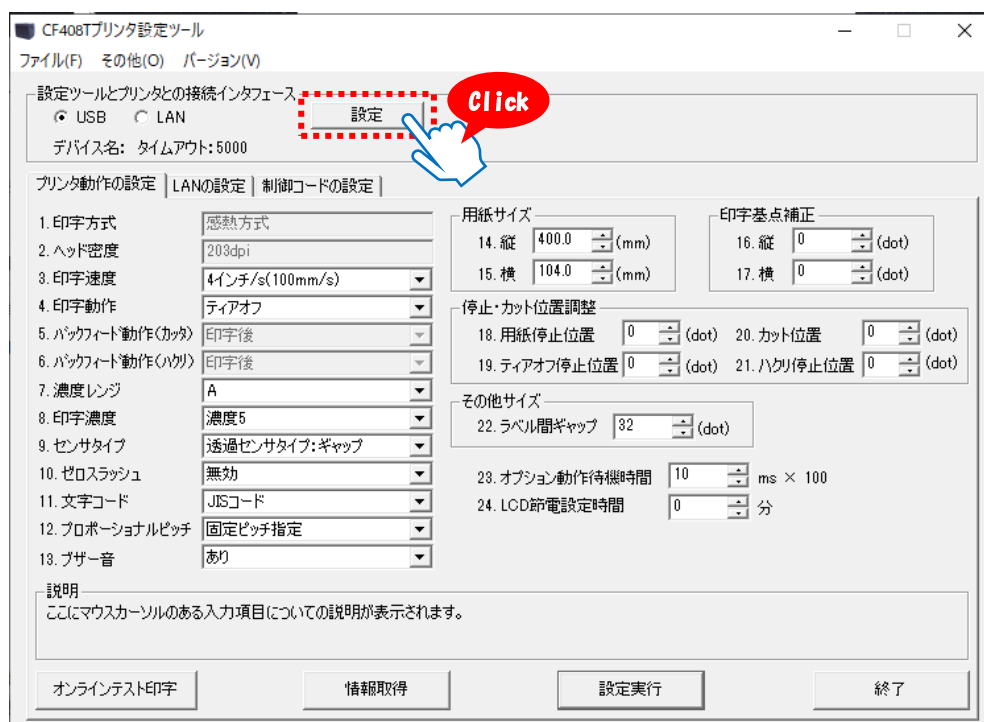 CF408Tプリンタ設定ツール
ファイル(F) その他(O) バージョン(V)
設定ツールとプリンタとの接続インタフェース
USB LAN
設定
Click
デバイス名: タイムアウト:5000
プリンタ動作の設定 LANの設定 制御コードの設定
1.印字方式 感熱方式
2.ヘッド密度 203dpi
3.印字速度 4インチ/s(100mm/s)
4.印字動作 ティアオフ
5.バックフィード動作(カッタ) 印字後
6.バックフィード動作(ハクリ) 印字後
7.濃度レンジ A
8.印字濃度 濃度5
9.センサタイプ 透過センサタイプ:ギャップ
10.ゼロスラッシュ 無効
11.文字コード JISコード
12.プロポーショナルピッチ 固定ピッチ指定
13.ブザー音 あり
用紙サイズ
14.縦 400.0 (mm)
15.横 104.0 (mm)
印字基点補正
16.縦 0 (dot)
17.横 0 (dot)
停止・カット位置調整
18.用紙停止位置 0 (dot) 20.カット位置 0 (dot)
19.ティアオフ停止位置 0 (dot) 21.ハクリ停止位置 0 (dot)
その他サイズ
22.ラベル間ギャップ 32 (dot)
23.オプション動作待機時間 10 ms × 100
24.LCD節電設定時間 0 分
説明
ここにマウスカーソルのある入力項目についての説明が表示されます。
オンラインテスト印字 情報取得 設定実行 終了